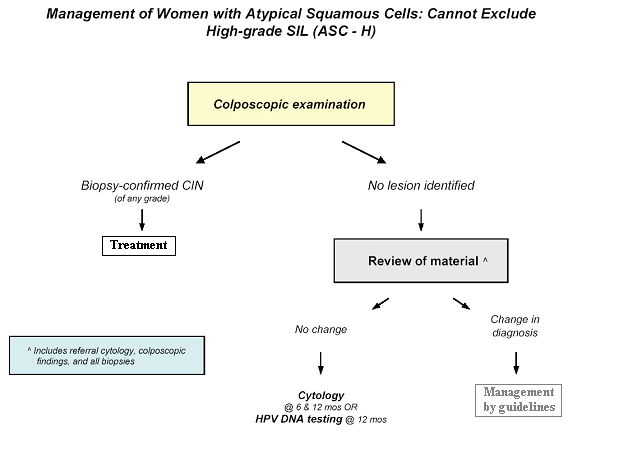 Management of Women with Atypical Squamous Cells: Cannot Exclude
High-grade SIL (ASC - H)
Colposcopic examination
Biopsy-confirmed CIN
(of any grade)
No lesion identified
Treatment
Review of material ^
No change
Change in
diagnosis
^ Includes referral cytology, colposcopic
findings, and all biopsies
Cytology
@ 6 & 12 mos OR
HPV DNA testing @ 12 mos
Management
by guidelines